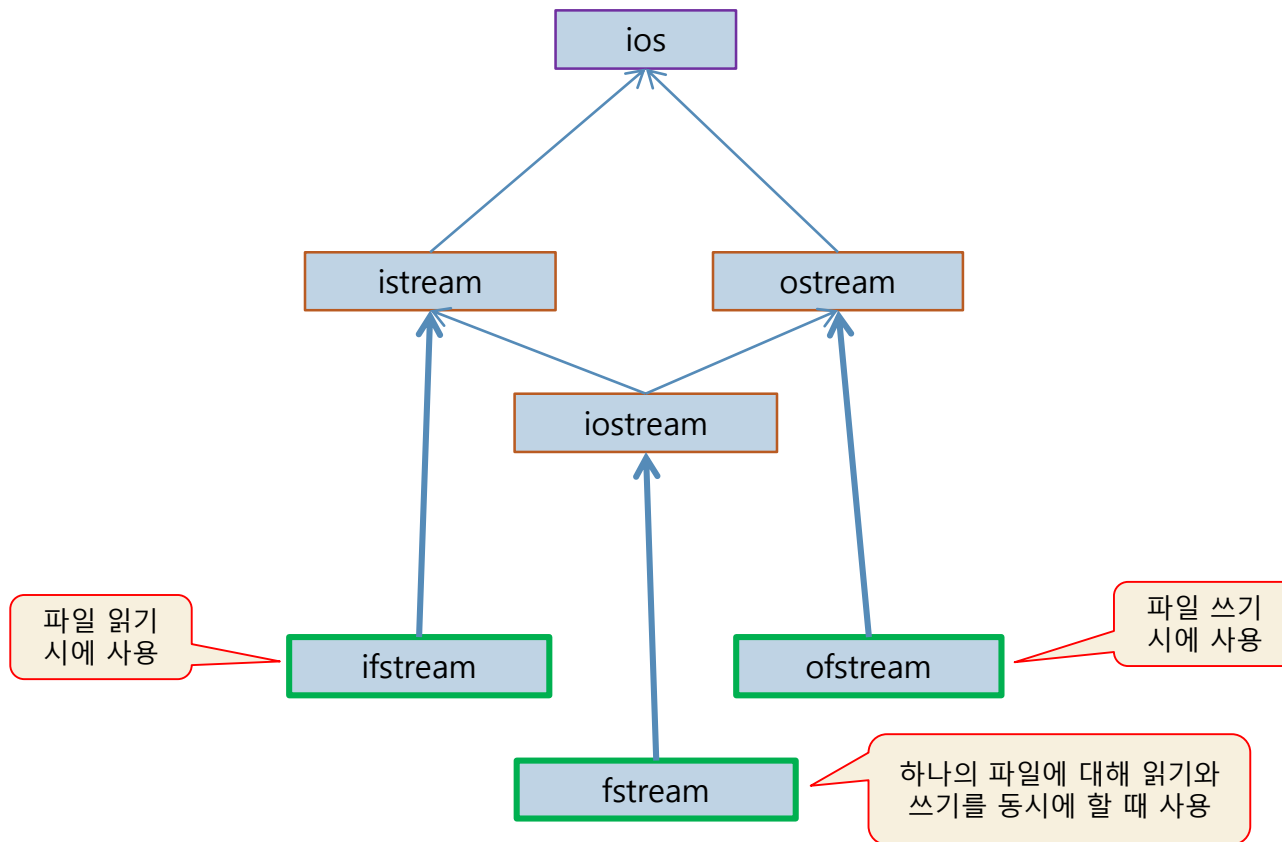 ios
istream
ostream
iostream
파일 읽기
시에 사용
파일 쓰기
시에 사용
ifstream
ofstream
하나의 파일에 대해 읽기와
쓰기를 동시에 할 때 사용
fstream